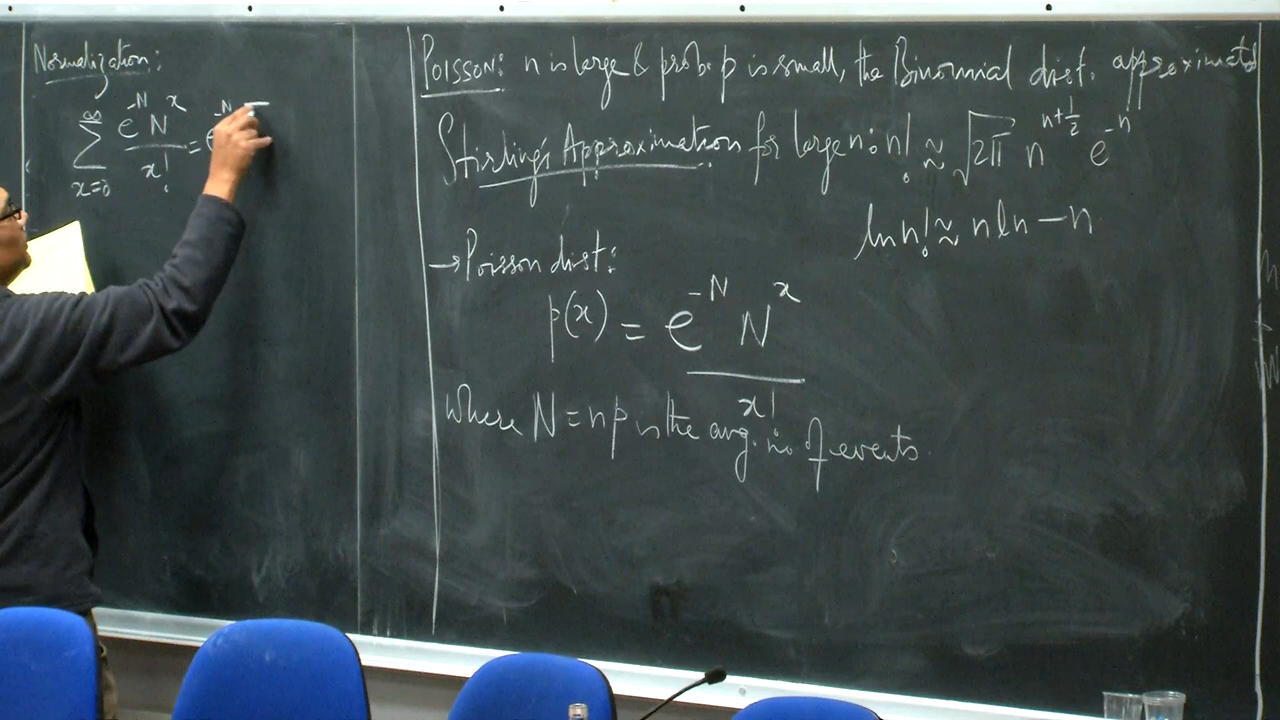 Normalization:
∞ e^-N N^x
∑ ――― = e^-N
x=0 x!
POISSON: n is large & prob. p is small, the Binomial dist. approximated
Stirling's Approximation for large n: n! ≈ √2π n^n+1/2 e^-n
ln n! ≈ n ln - n
→ Poisson dist:
p(x) = e^-N N^x
x!
where N = np is the avg. no. of events.